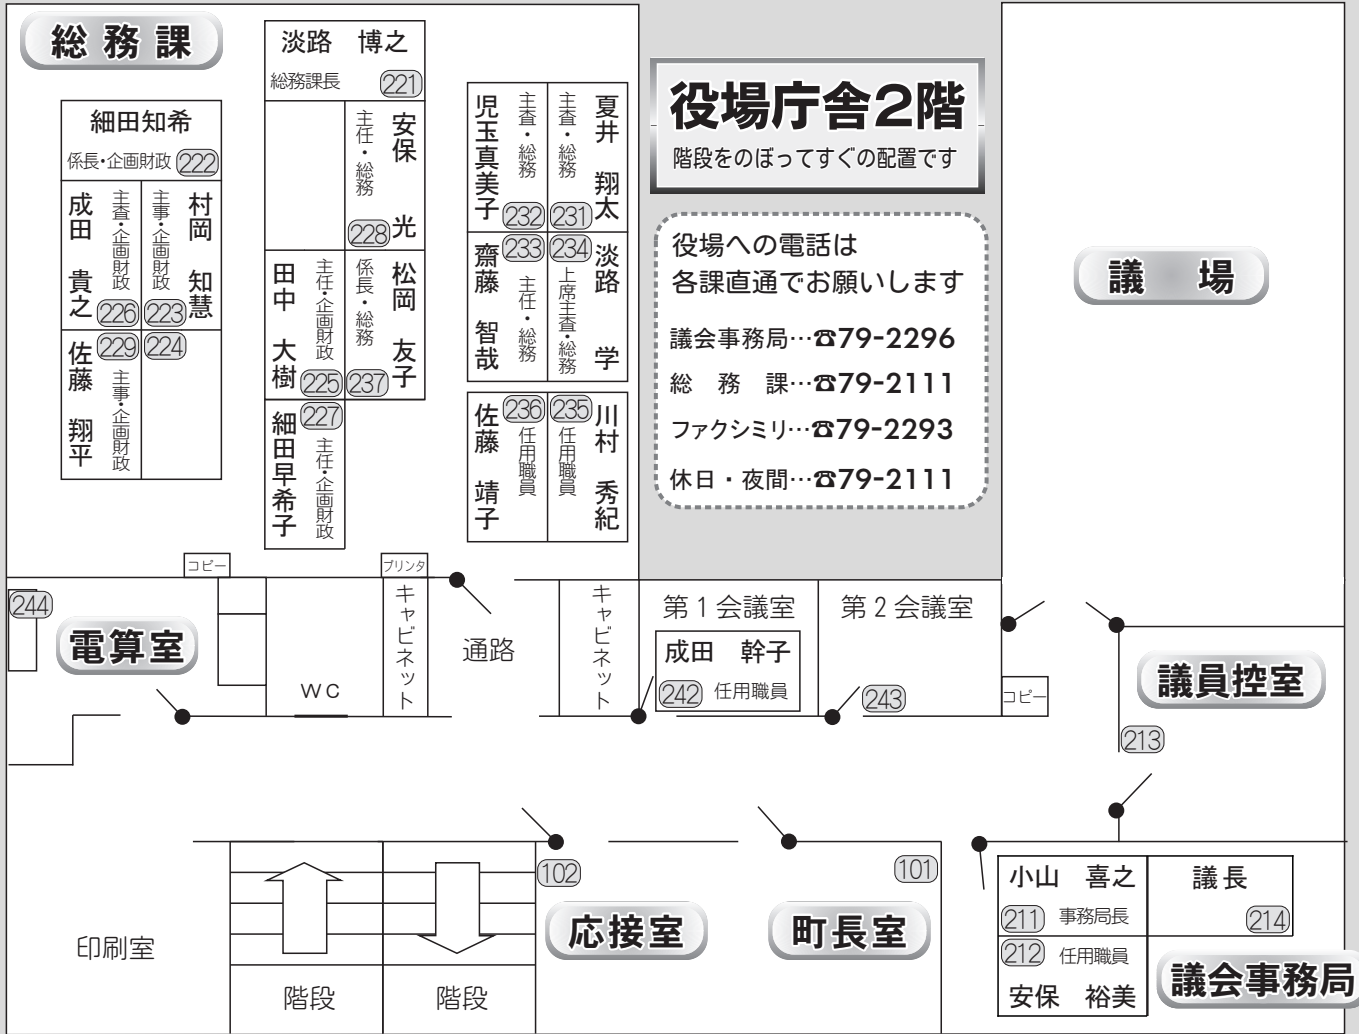 総務課
淡路　博之
総務課長 221
細田知希
係長・企画財政 222
成田　貴之
主査・企画財政
226
村岡　知慧
主事・企画財政
223
佐藤　翔平
229
主事・企画財政
224
安保　光
主任・総務
228
田中　大樹
主任・企画財政
225
松岡　友子
係長・総務
237
細田早希子
227
主任・企画財政
児玉真美子
主査・総務
232
夏井　翔太
主査・総務
231
齋藤　智哉
233
主任・総務
淡路　学
234
上席主査・総務
佐藤　靖子
236
任用職員
川村　秀紀
235
任用職員
役場庁舎2階
階段をのぼってすぐの配置です
役場への電話は
各課直通でお願いします
議会事務局…☎79-2296
総　務　課…☎79-2111
ファクシミリ…☎79-2293
休日・夜間…☎79-2111
議　場
コピー
プリンタ
244
電算室
WC
キャビネット
通路
キャビネット
第１会議室
成田　幹子
242 任用職員
第２会議室
243
コピー
議員控室
213
印刷室
階段
階段
102
応接室
101
町長室
小山　喜之
211 事務局長
212 任用職員
安保　裕美
議長
214
議会事務局